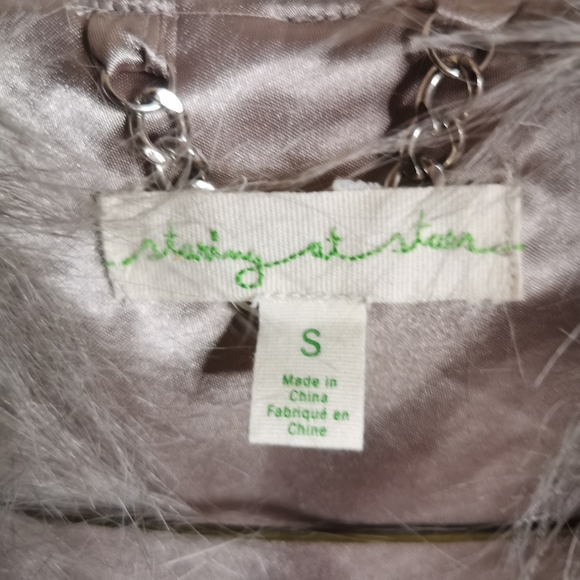 staring at stars
S
Made in
China
Fabriqué en
Chine